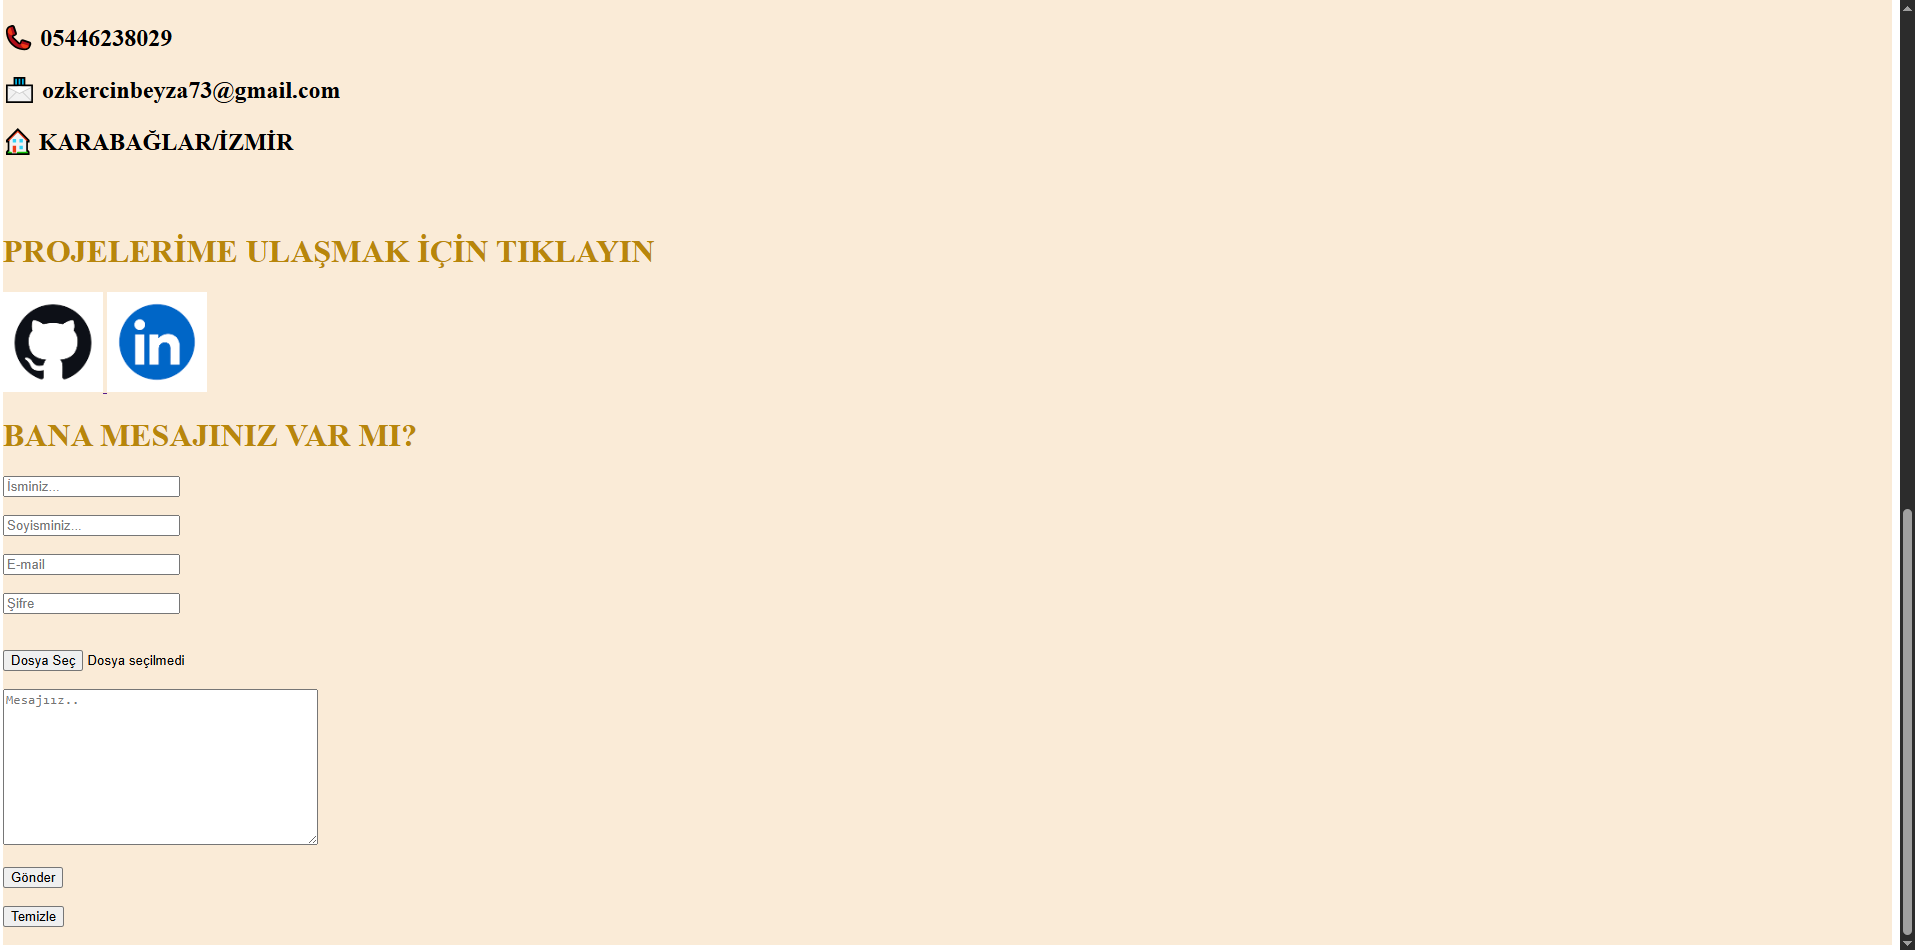 05446238029
ozkercinbeyza73@gmail.com
KARABAĞLAR/İZMİR
PROJELERİME ULAŞMAK İÇİN TIKLAYIN
in
BANA MESAJINIZ VAR MI?
İsminiz...
Soyisminiz...
E-mail
Şifre
Dosya Seç Dosya seçilmedi
Mesajıız..
Gönder
Temizle